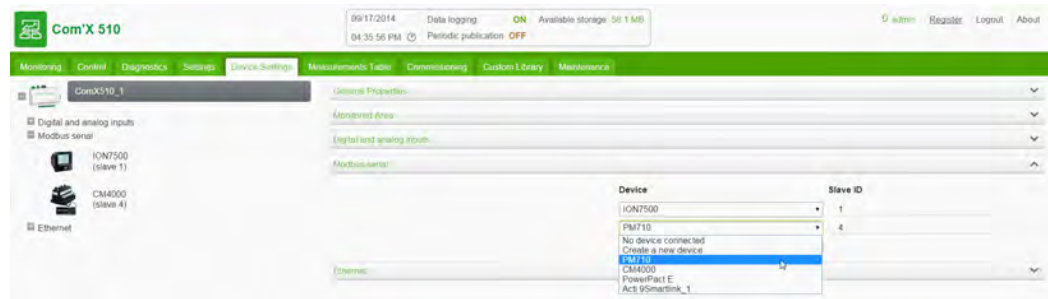 Com'X 510
09/17/2014 Data logging: ON Available storage: 58.1 MB
04:35:56 PM Periodic publication: OFF
admin Register Logout About
Monitoring Control Diagnostics Settings Device Settings Measurements Table Commissioning Custom Library Maintenance
ComX510_1
Digital and analog inputs
Modbus serial
ION7500
(slave 1)
CM4000
(slave 4)
Ethernet
General Properties
Monitored Area
Digital and analog inputs
Modbus serial
Device Slave ID
ION7500 1
PM710 4
No device connected
Create a new device
PM710
CM4000
PowerPact E
Acti 9Smartlink_1
Ethernet